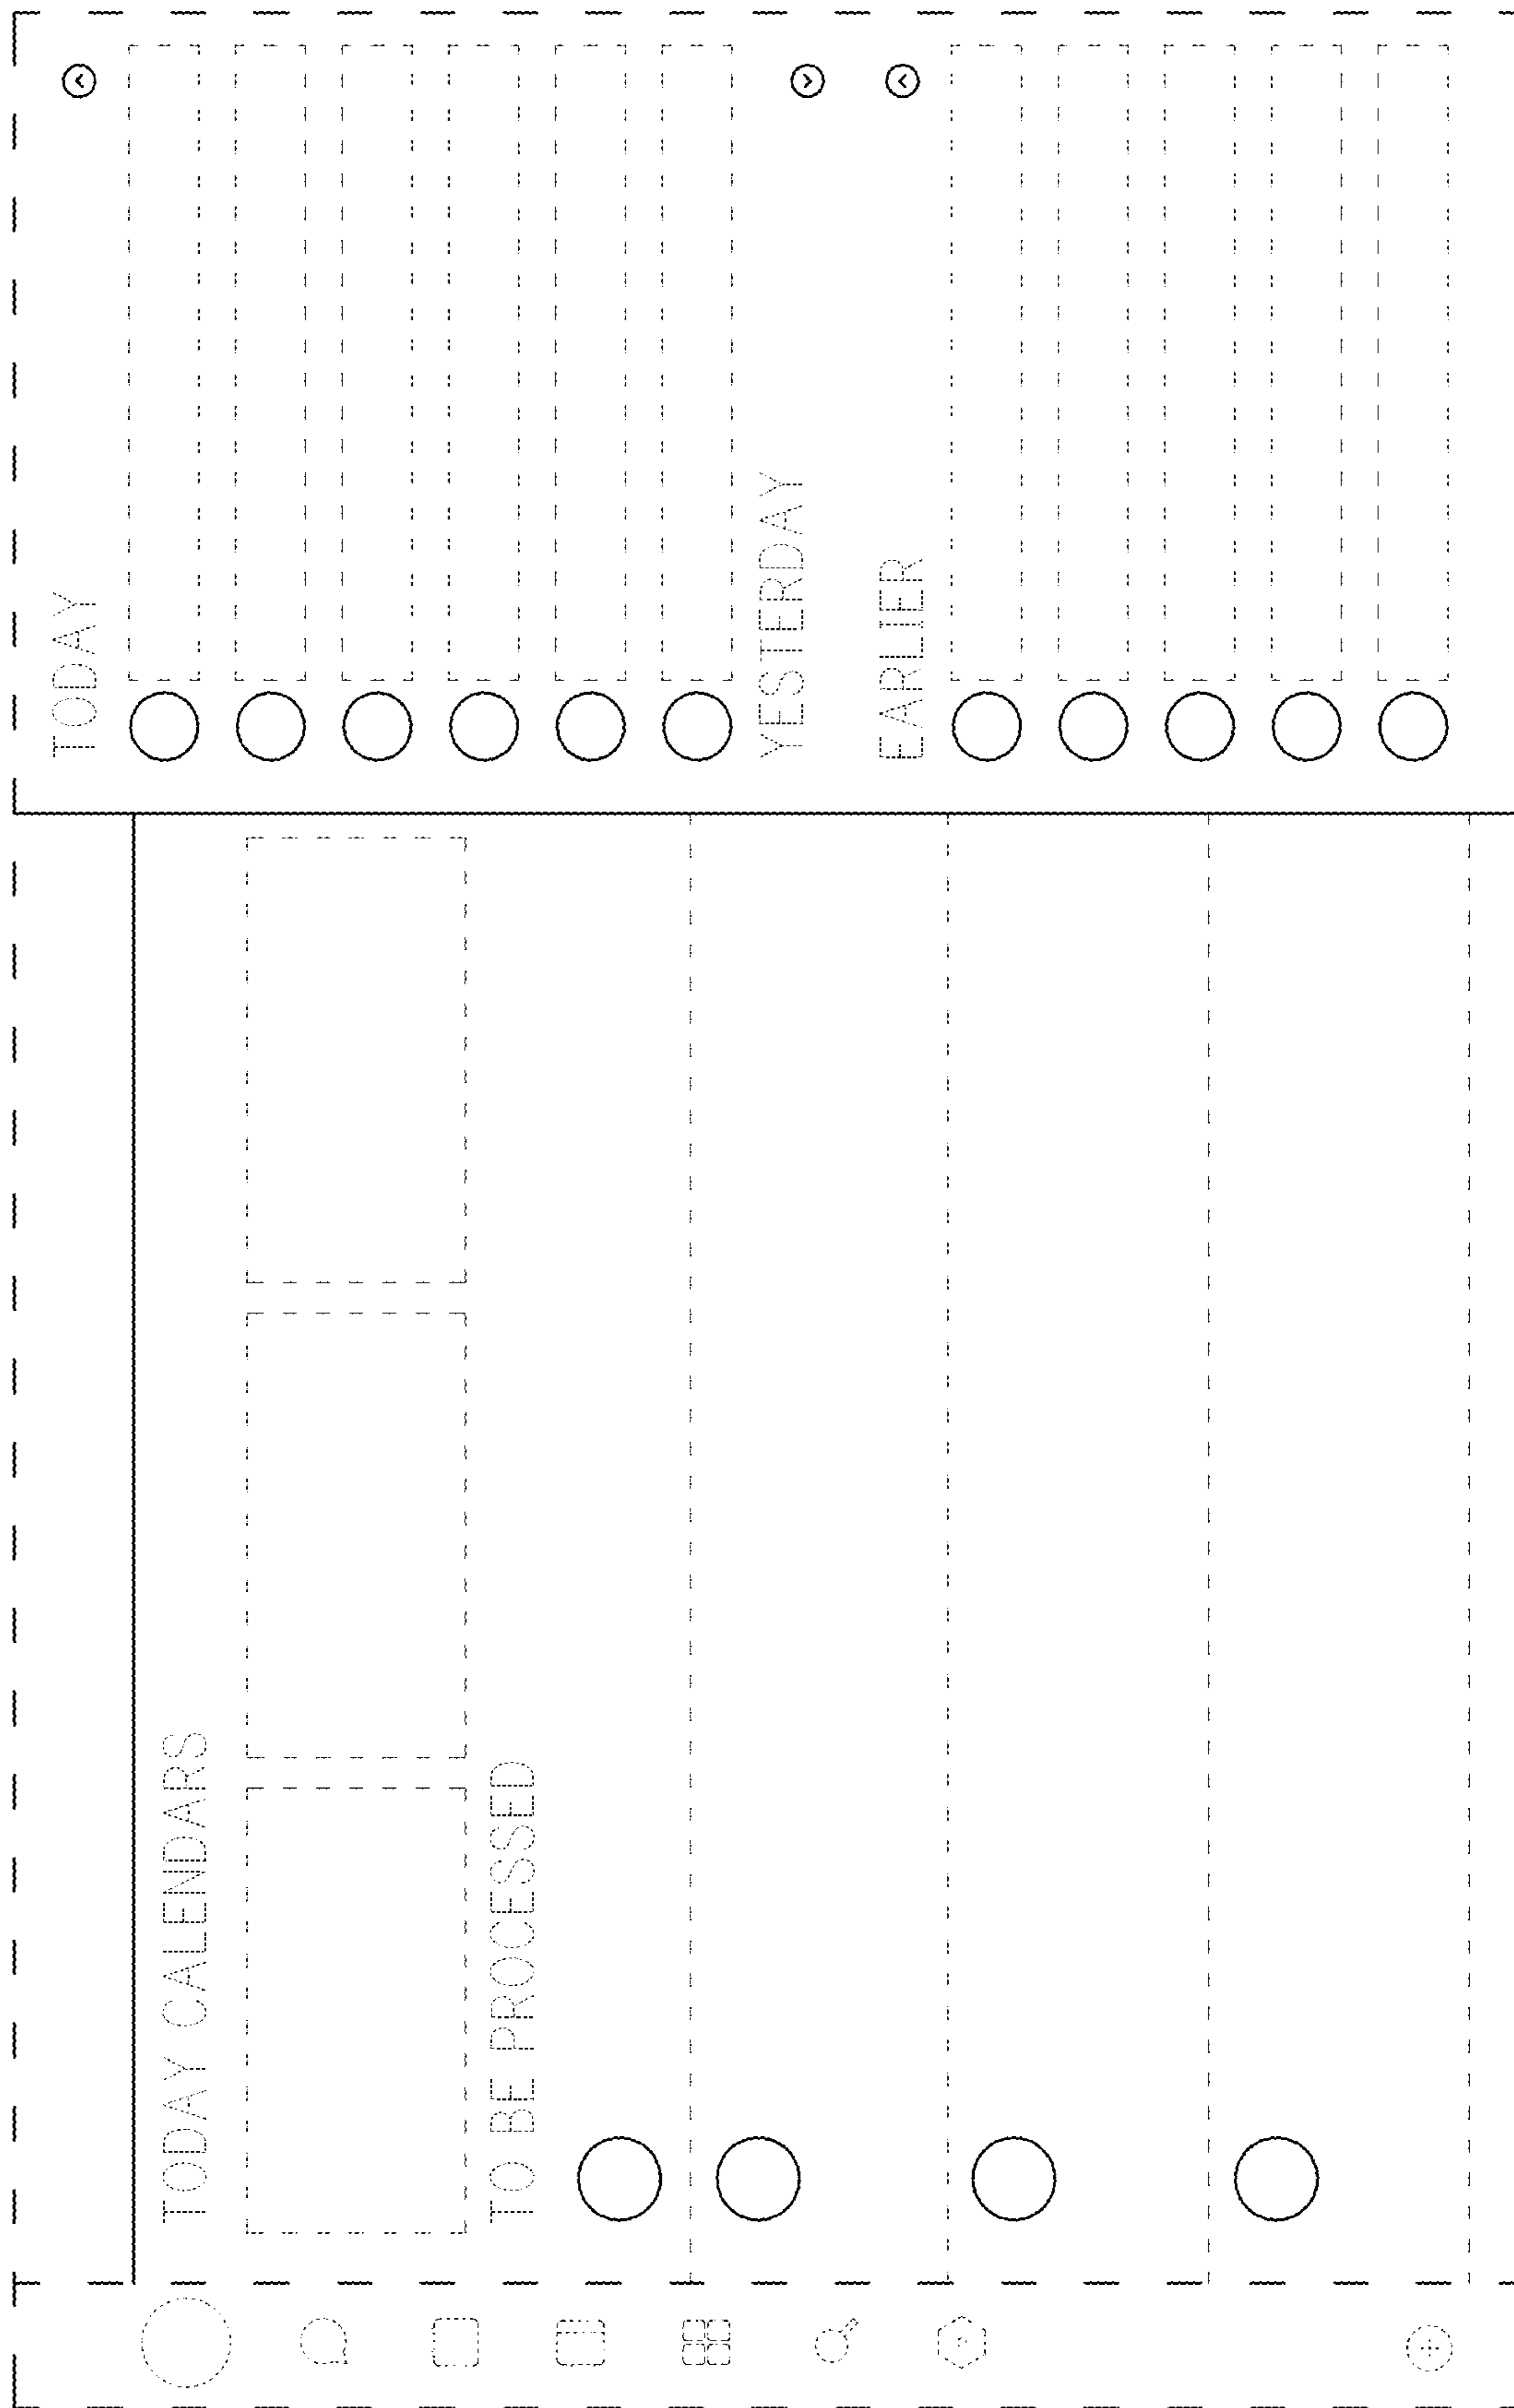 TODAY CALENDARS
TO BE PROCESSED
TODAY
YESTERDAY
EARLIER